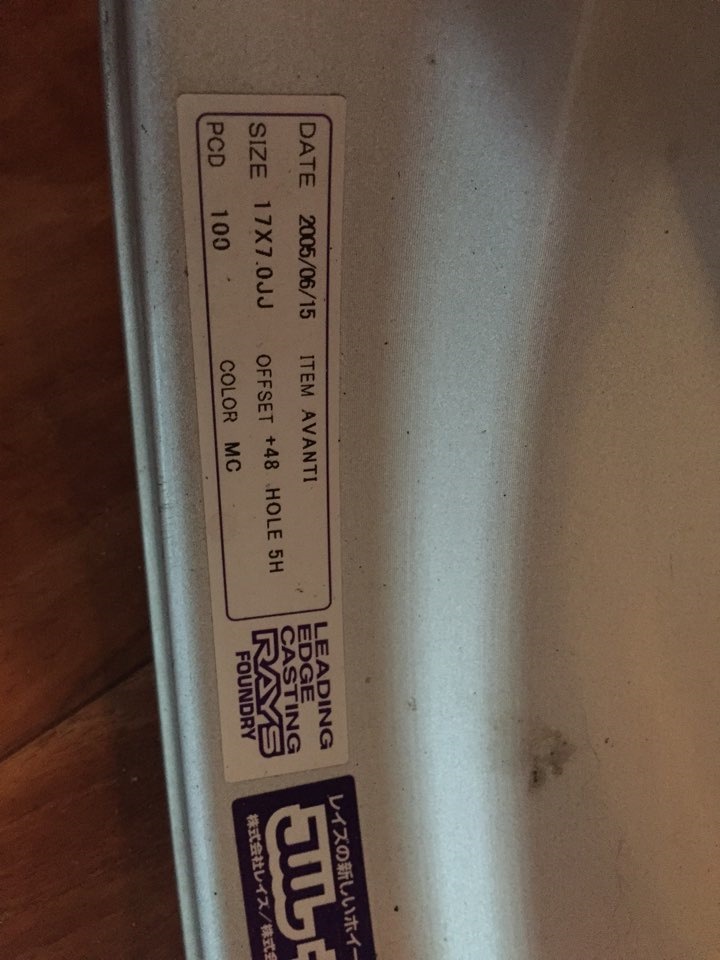 DATE 2005/06/15 ITEM AVANTI
SIZE 17X7.0JJ OFFSET +48 HOLE 5H
PCD 100 COLOR MC
LEADING
EDGE
CASTING
RAYS
FOUNDRY
レイズの新しいホイー
株式会社レイズ/株式